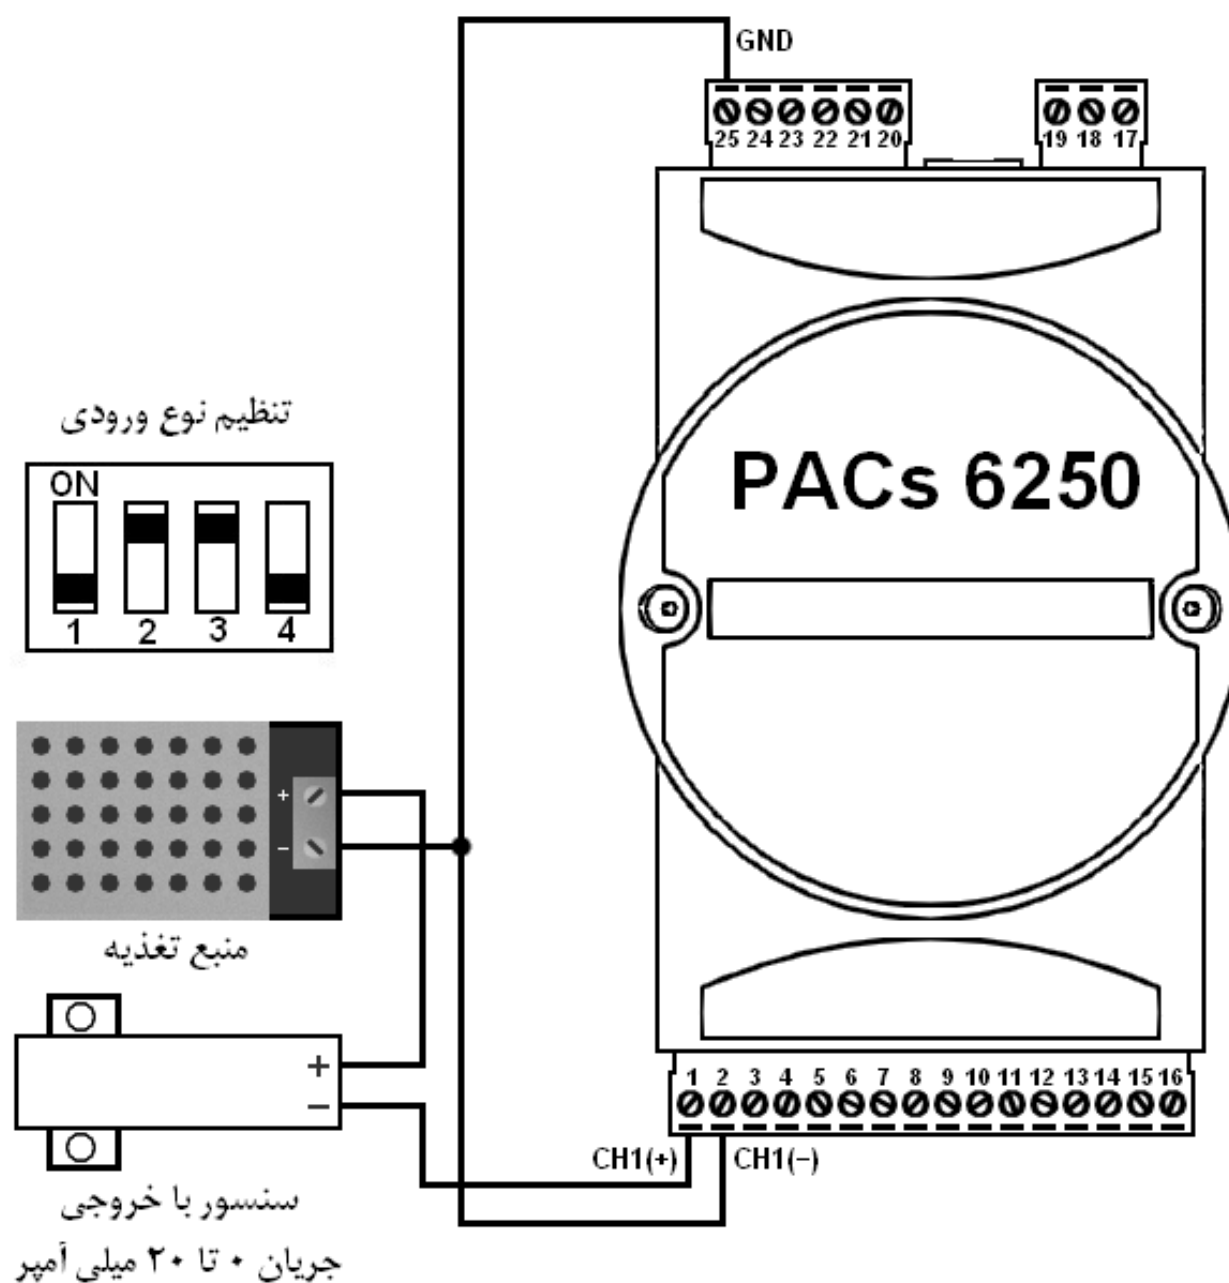 GND
25 24 23 22 21 20
19 18 17
تنظیم نوع ورودی
ON
1 2 3 4
PACs 6250
+
−
منبع تغذیه
+
−
1 2 3 4 5 6 7 8 9 10 11 12 13 14 15 16
CH1(+)
CH1(−)
سنسور با خروجی
جریان ۰ تا ۲۰ میلی آمپر